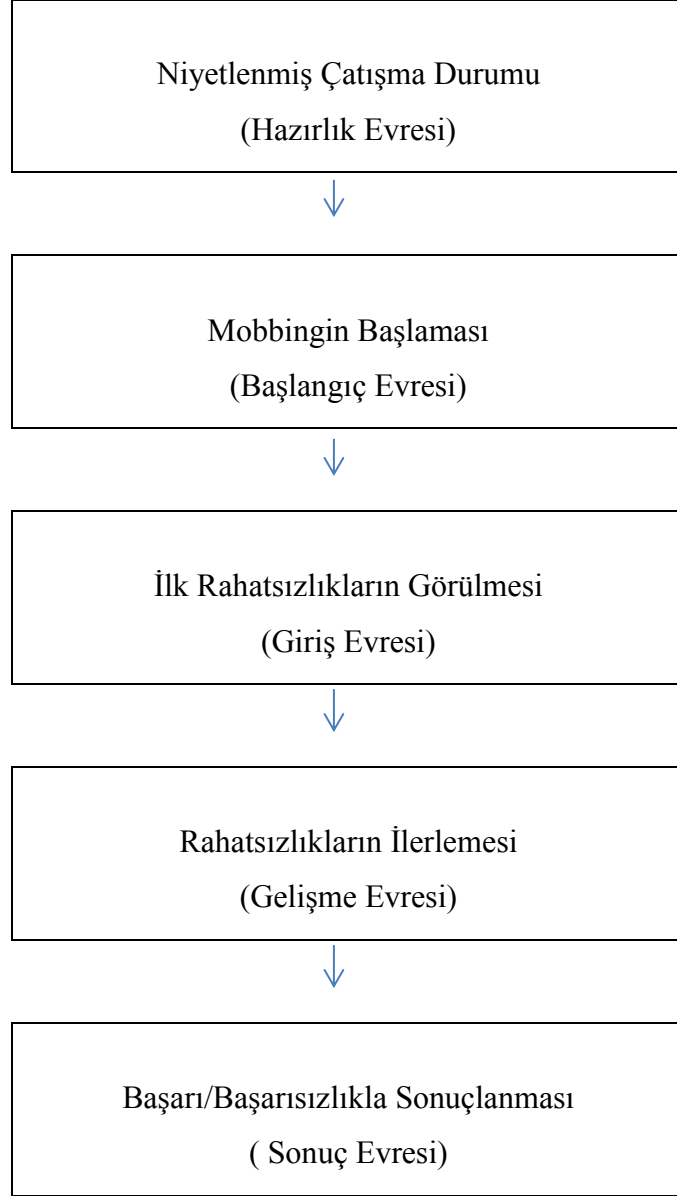 Niyetlenmiş Çatışma Durumu
(Hazırlık Evresi)
Mobbingin Başlaması
(Başlangıç Evresi)
İlk Rahatsızlıkların Görülmesi
(Giriş Evresi)
Rahatsızlıkların İlerlemesi
(Gelişme Evresi)
Başarı/Başarısızlıkla Sonuçlanması
( Sonuç Evresi)